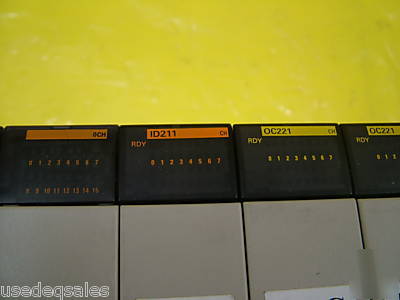 0CH
0 1 2 3 4 5 6 7
8 9 10 11 12 13 14 15
ID211 CH
RDY
0 1 2 3 4 5 6 7
OC221 CH
RDY
0 1 2 3 4 5 6 7
OC221
RDY
0 1 2
usedeqsales